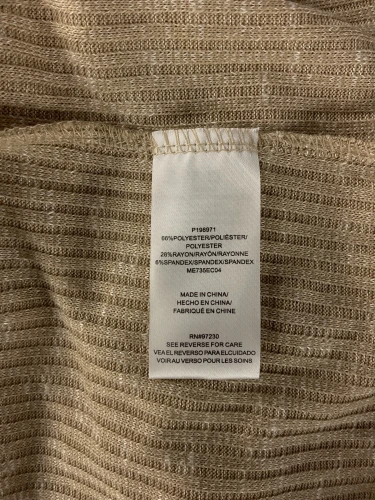 P198971
66%POLYESTER/POLIÉSTER/
POLYESTER
28%RAYON/RAYÓN/RAYONNE
6%SPANDEX/SPANDEX/SPANDEX
ME735EC04
MADE IN CHINA/
HECHO EN CHINA/
FABRIQUÉ EN CHINE
RN#97230
SEE REVERSE FOR CARE
VEA EL REVERSO PARA ELCUIDADO
VOIR AU VERSO POUR LES SOINS